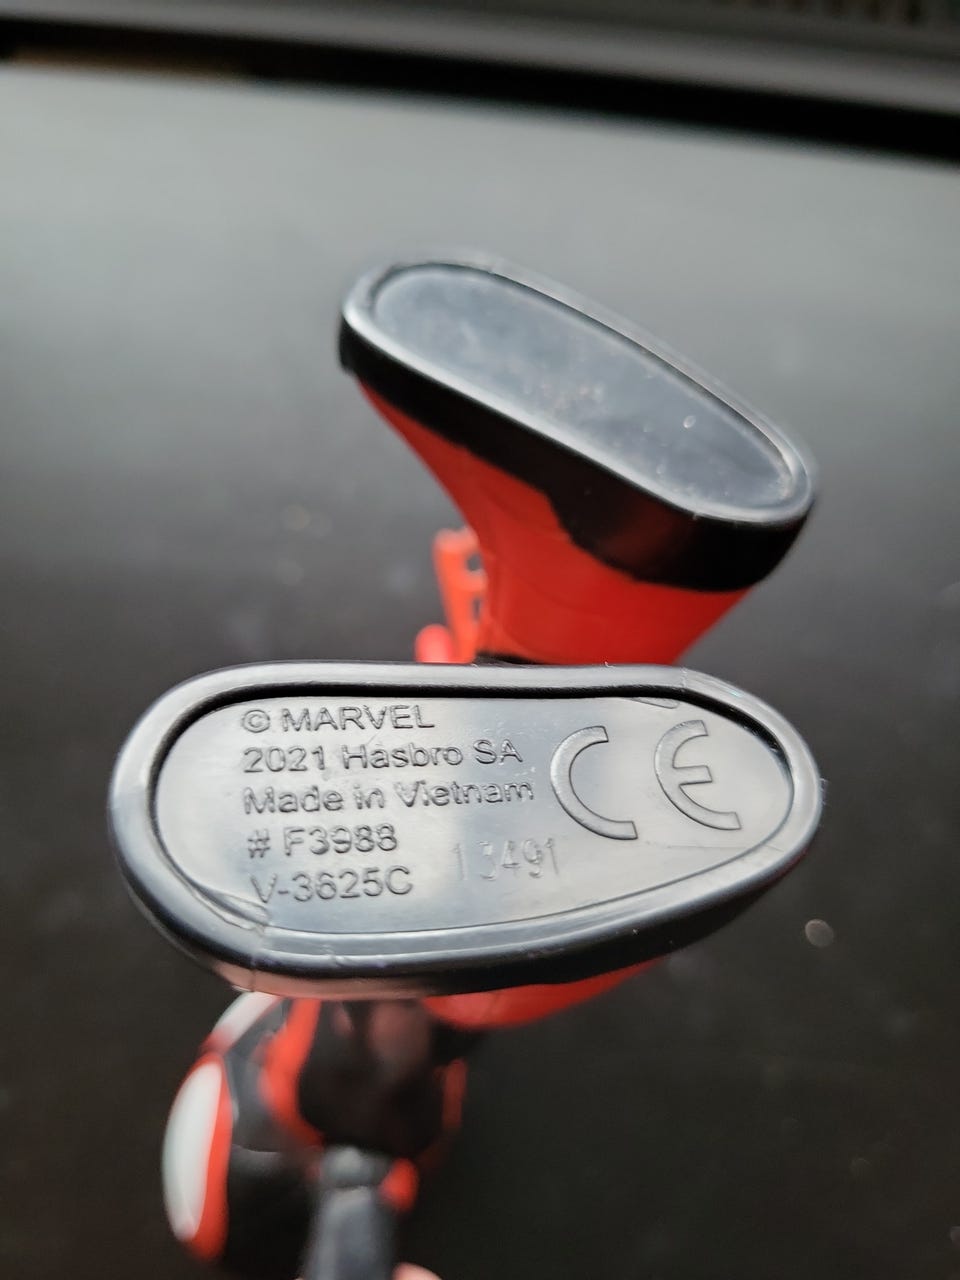 © MARVEL
2021 Hasbro SA
Made in Vietnam
# F3988
V-3625C
13491
CE